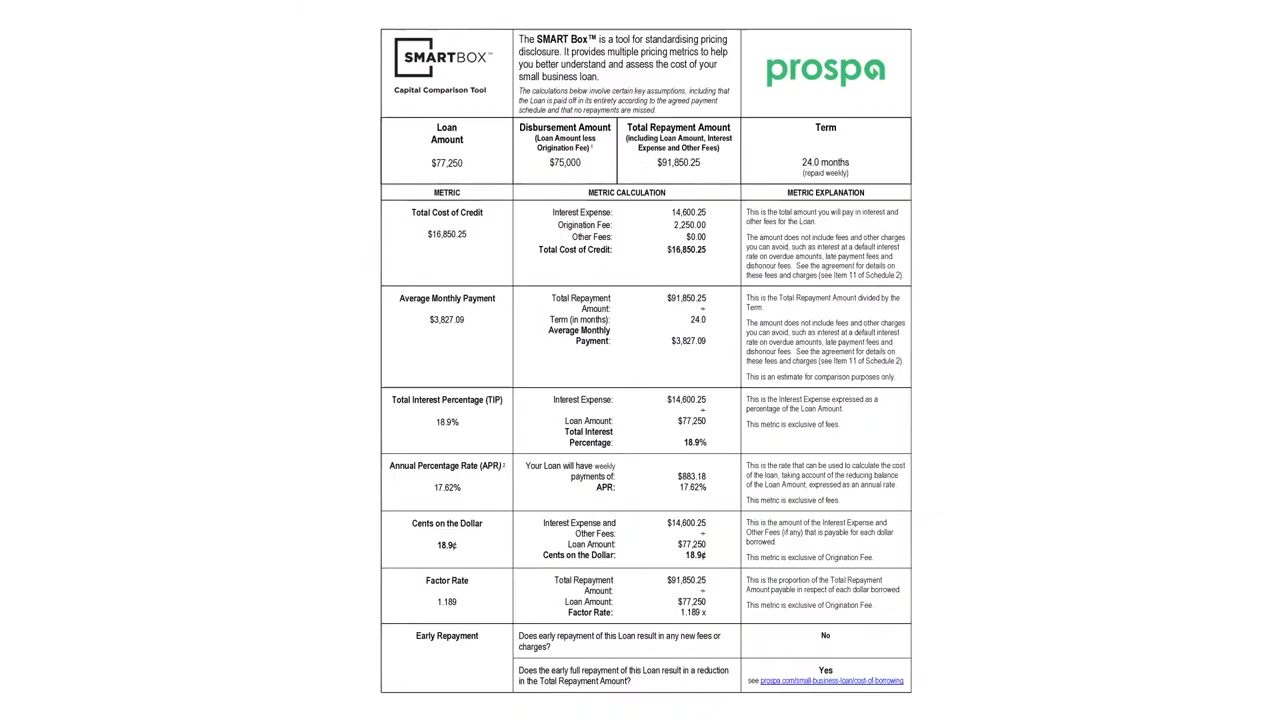 SMARTBOX™
Capital Comparison Tool
The SMART Box™ is a tool for standardising pricing
disclosure. It provides multiple pricing metrics to help
you better understand and assess the cost of your
small business loan.
The calculations below involve certain key assumptions, including that
the Loan is paid off in its entirety according to the agreed payment
schedule and that no repayments are missed.
prospa
Loan
Amount
$77,250
Disbursement Amount
(Loan Amount less
Origination Fee) ¹
$75,000
Total Repayment Amount
(including Loan Amount, Interest
Expense and Other Fees)
$91,850.25
Term
24.0 months
(repaid weekly)
METRIC
METRIC CALCULATION
METRIC EXPLANATION
Total Cost of Credit
$16,850.25
Interest Expense: 14,600.25
Origination Fee: 2,250.00
Other Fees: $0.00
Total Cost of Credit: $16,850.25
This is the total amount you will pay in interest and
other fees for the Loan.
The amount does not include fees and other charges
you can avoid, such as interest at a default interest
rate on overdue amounts, late payment fees and
dishonour fees. See the agreement for details on
these fees and charges (see Item 11 of Schedule 2).
Average Monthly Payment
$3,827.09
Total Repayment $91,850.25
Amount: ÷
Term (in months): 24.0
Average Monthly
Payment: $3,827.09
This is the Total Repayment Amount divided by the
Term.
The amount does not include fees and other charges
you can avoid, such as interest at a default interest
rate on overdue amounts, late payment fees and
dishonour fees. See the agreement for details on
these fees and charges (see Item 11 of Schedule 2).
This is an estimate for comparison purposes only.
Total Interest Percentage (TIP)
18.9%
Interest Expense: $14,600.25
÷
Loan Amount: $77,250
Total Interest
Percentage: 18.9%
This is the Interest Expense expressed as a
percentage of the Loan Amount.
This metric is exclusive of fees.
Annual Percentage Rate (APR) ²
17.62%
Your Loan will have weekly
payments of: $883.18
APR: 17.62%
This is the rate that can be used to calculate the cost
of the loan, taking account of the reducing balance
of the Loan Amount, expressed as an annual rate.
This metric is exclusive of fees.
Cents on the Dollar
18.9¢
Interest Expense and $14,600.25
Other Fees: ÷
Loan Amount: $77,250
Cents on the Dollar: 18.9¢
This is the amount of the Interest Expense and
Other Fees (if any) that is payable for each dollar
borrowed.
This metric is exclusive of Origination Fee.
Factor Rate
1.189
Total Repayment $91,850.25
Amount: ÷
Loan Amount: $77,250
Factor Rate: 1.189 x
This is the proportion of the Total Repayment
Amount payable in respect of each dollar borrowed.
This metric is exclusive of Origination Fee.
Early Repayment
Does early repayment of this Loan result in any new fees or
charges?
No
Does the early full repayment of this Loan result in a reduction
in the Total Repayment Amount?
Yes
see prospa.com/small-business-loan/cost-of-borrowing